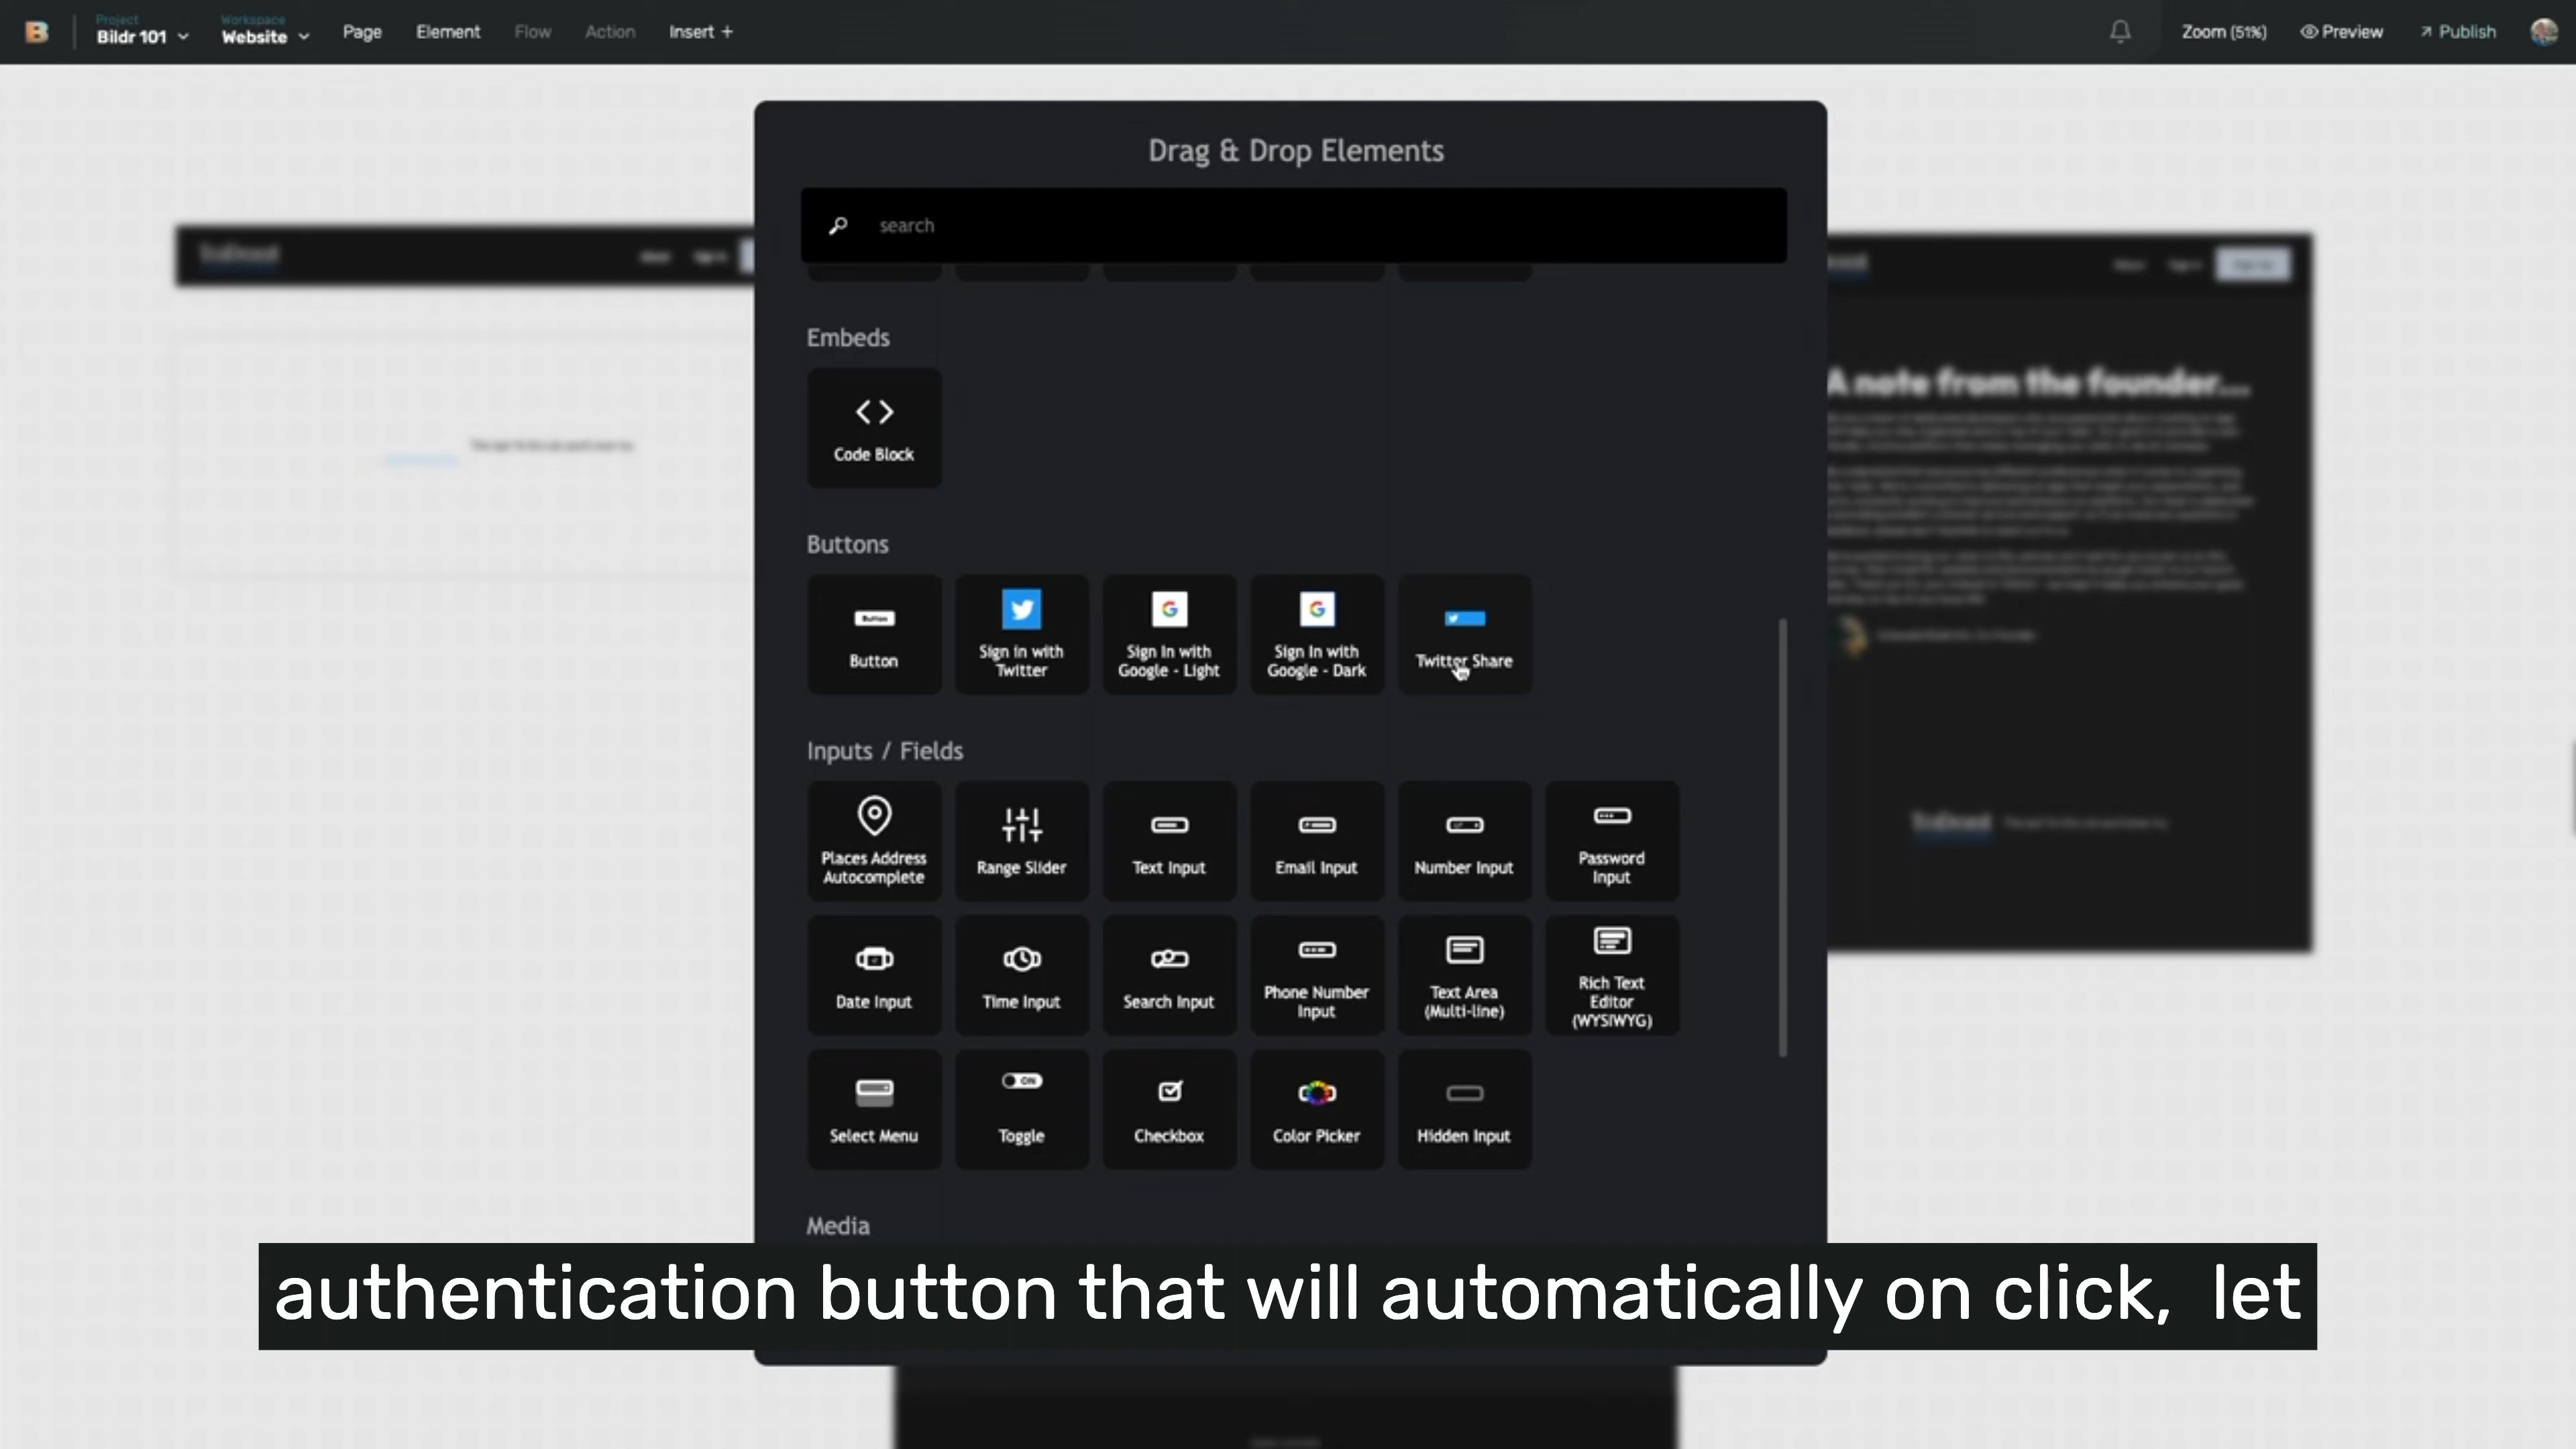 Project
Bildr 101
Workspace
Website
Page
Element
Flow
Action
Insert +
Zoom (51%)
Preview
Publish
Drag & Drop Elements
search
A note from the founder...
Embeds
Code Block
Buttons
Button
Button
Sign in with
Twitter
Sign In with
Google - Light
Sign In with
Google - Dark
Twitter Share
Inputs / Fields
Places Address
Autocomplete
Range Slider
Text Input
Email Input
Number Input
Password
Input
Date Input
Time Input
Search Input
Phone Number
Input
Text Area
(Multi-line)
Rich Text
Editor
(WYSIWYG)
Select Menu
ON
Toggle
Checkbox
Color Picker
Hidden Input
Media
authentication button that will automatically on click, let